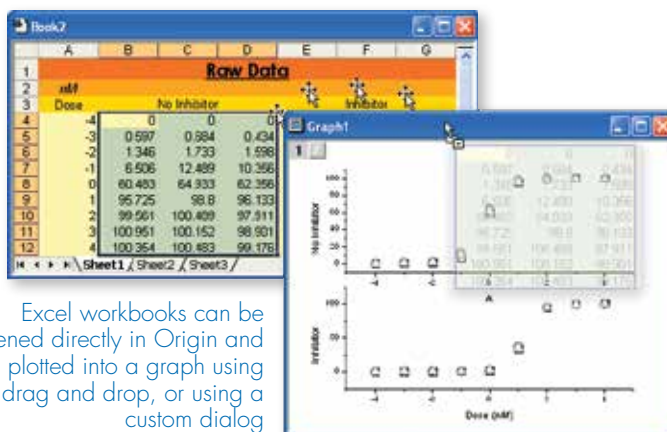 Book2
A B C D E F G
1 Raw Data
2 nM
3 Dose No Inhibitor Inhibitor
4 -4 0 0 0
5 -3 0.597 0.684 0.434
6 -2 1.346 1.733 1.598
7 -1 6.506 12.489 10.356
8 0 60.483 64.933 62.356
9 1 95.725 98.8 96.133
10 2 99.561 100.409 97.911
11 3 100.951 100.152 98.901
12 4 100.354 100.483 99.176
Sheet1 Sheet2 Sheet3
Graph1
1
No Inhibitor
A
Inhibitor
Dose (nM)
Excel workbooks can be
ened directly in Origin and
plotted into a graph using
drag and drop, or using a
custom dialog